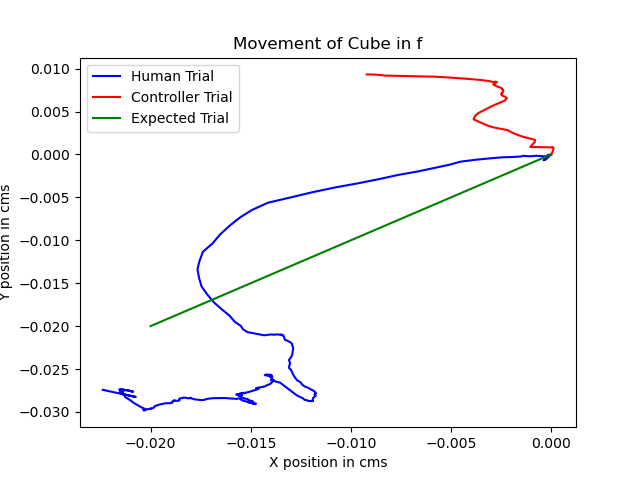 Movement of Cube in f
Human Trial
Controller Trial
Expected Trial
0.010
0.005
0.000
−0.005
−0.010
−0.015
−0.020
−0.025
−0.030
Y position in cms
−0.020 −0.015 −0.010 −0.005 0.000
X position in cms